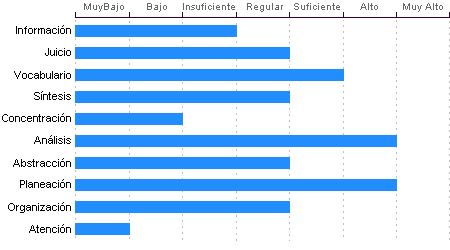 MuyBajo Bajo Insuficiente Regular Suficiente Alto Muy Alto
Información
Juicio
Vocabulario
Síntesis
Concentración
Análisis
Abstracción
Planeación
Organización
Atención